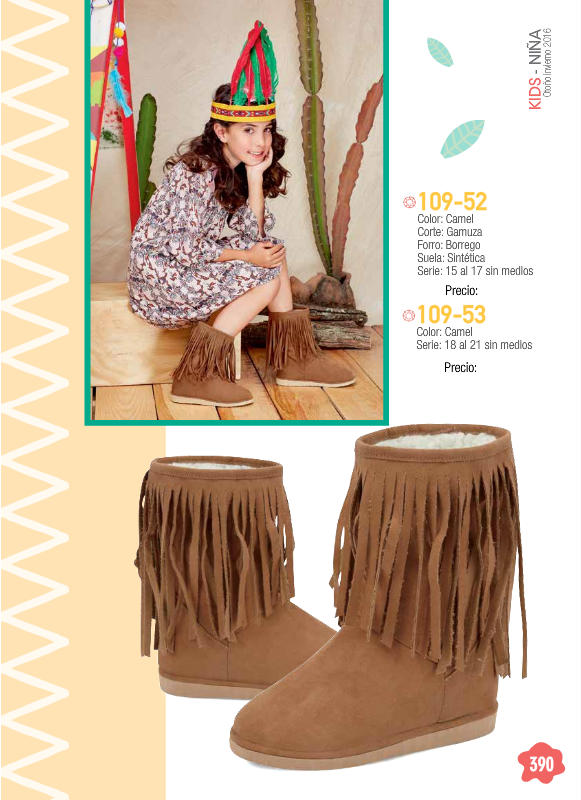 KIDS - NIÑA
Otoño Invierno 2016
109-52
Color: Camel
Corte: Gamuza
Forro: Borrego
Suela: Sintética
Serie: 15 al 17 sin medios
Precio:
109-53
Color: Camel
Serie: 18 al 21 sin medios
Precio:
390